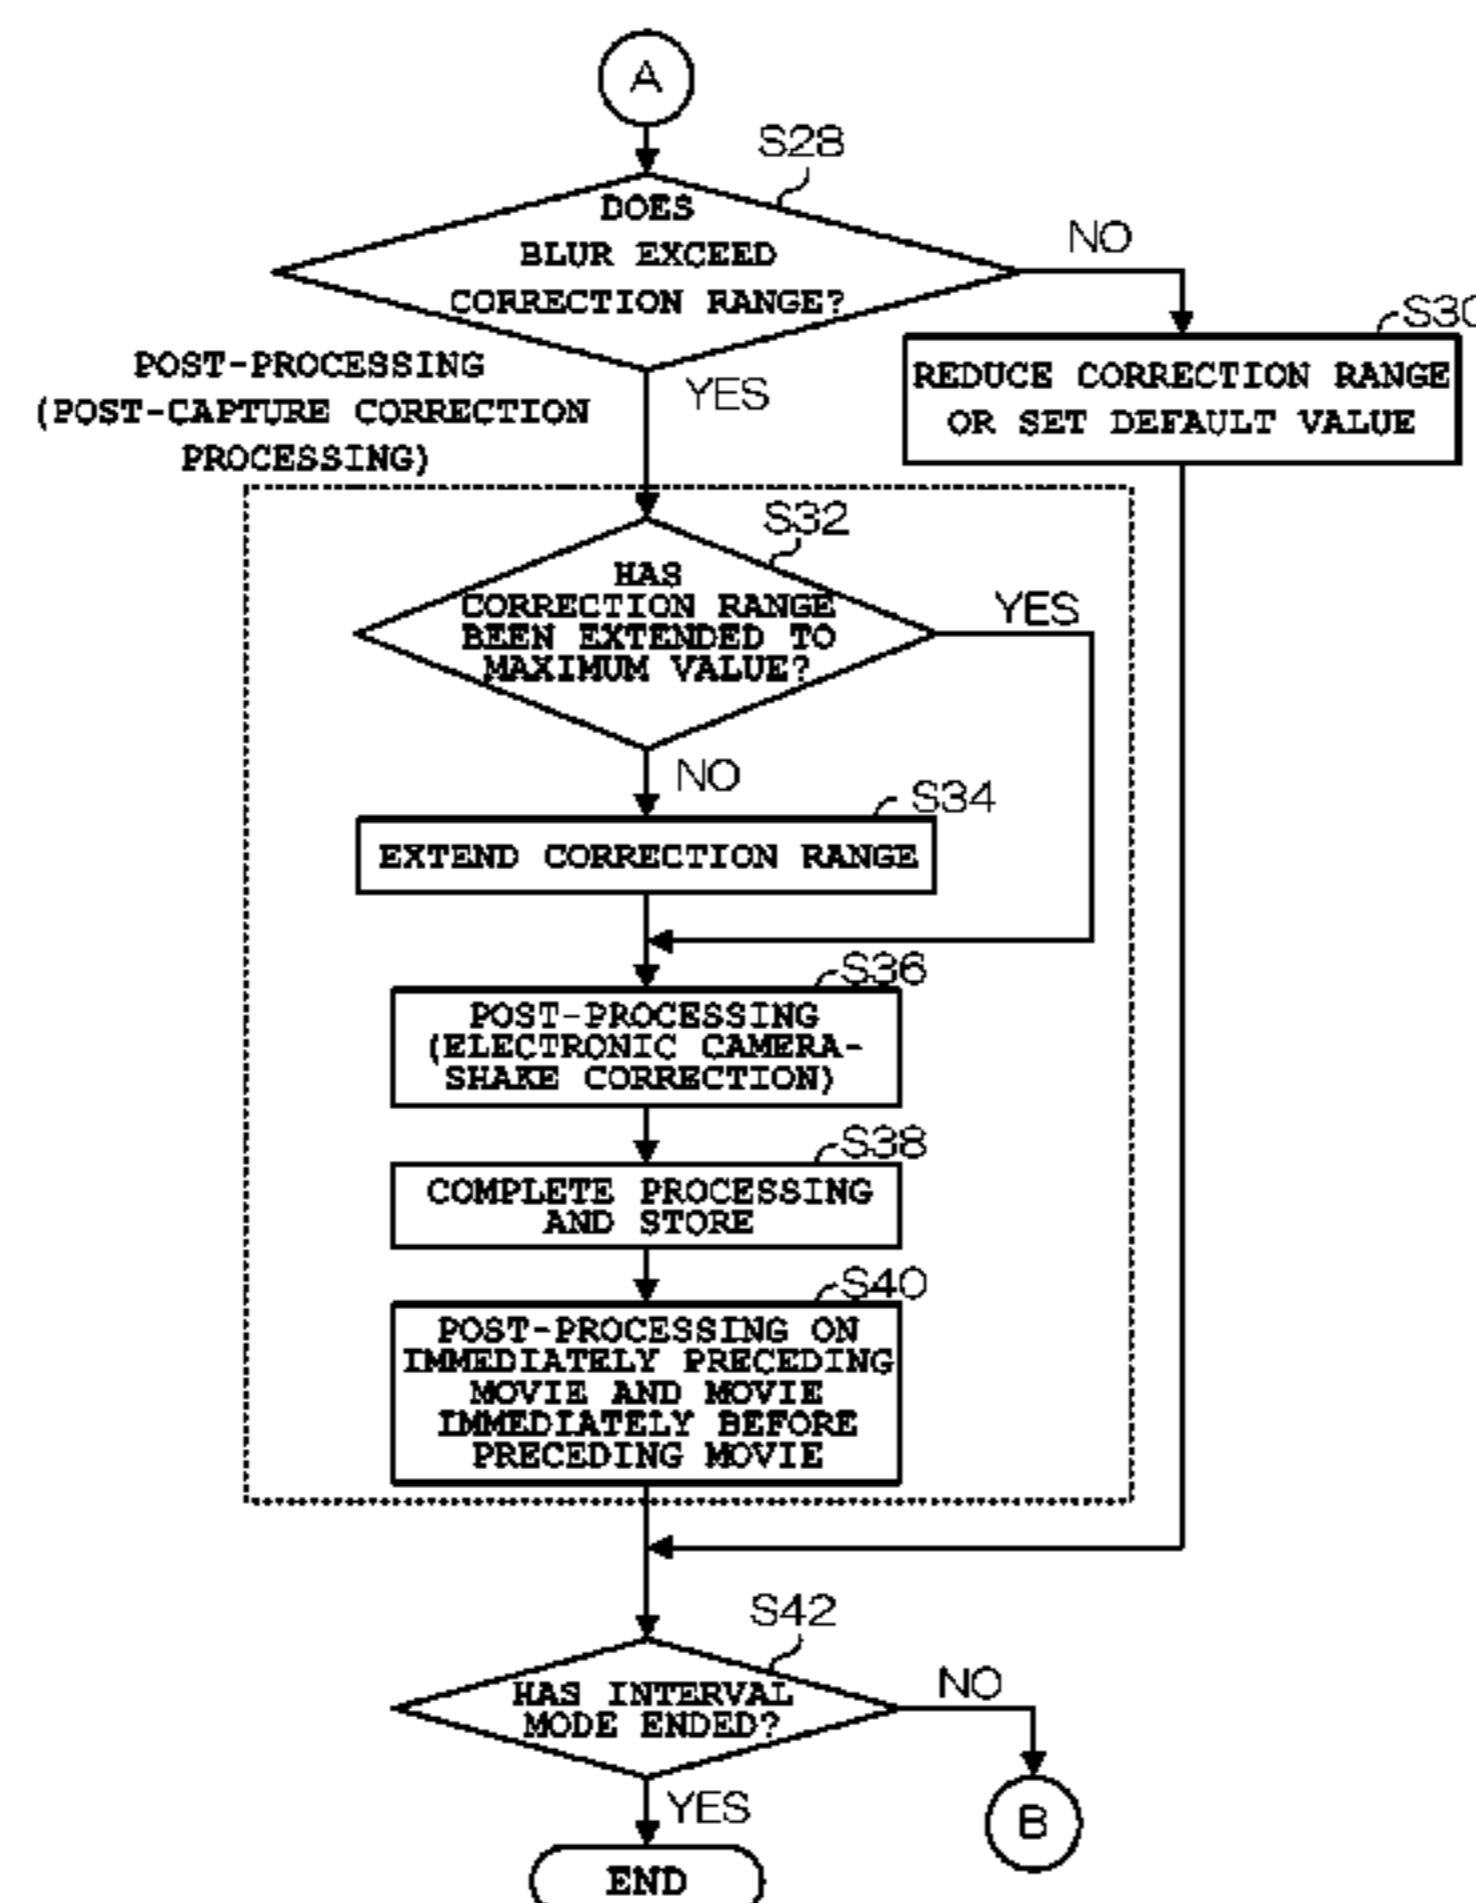 A
S28
DOES
BLUR EXCEED
CORRECTION RANGE?
NO
S30
REDUCE CORRECTION RANGE
OR SET DEFAULT VALUE
YES
POST-PROCESSING
(POST-CAPTURE CORRECTION
PROCESSING)
S32
HAS
CORRECTION RANGE
BEEN EXTENDED TO
MAXIMUM VALUE?
YES
NO
S34
EXTEND CORRECTION RANGE
S36
POST-PROCESSING
(ELECTRONIC CAMERA-
SHAKE CORRECTION)
S38
COMPLETE PROCESSING
AND STORE
S40
POST-PROCESSING ON
IMMEDIATELY PRECEDING
MOVIE AND MOVIE
IMMEDIATELY BEFORE
PRECEDING MOVIE
S42
HAS INTERVAL
MODE ENDED?
NO
YES
B
END